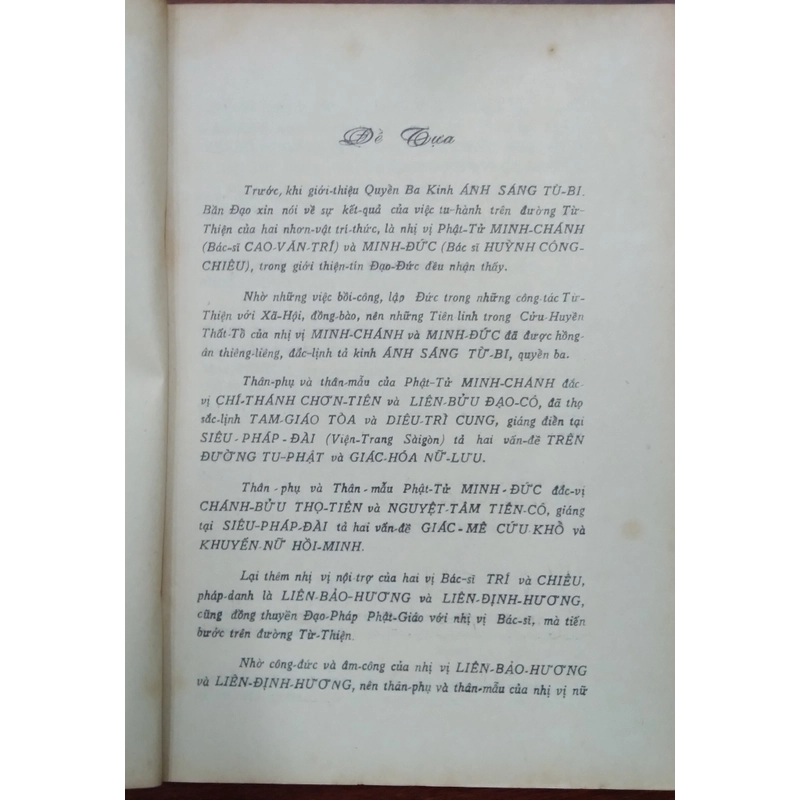 Đề Tựa
Trước, khi giới-thiệu Quyển Ba Kinh ÁNH SÁNG TỪ-BI.
Bần Đạo xin nói về sự kết-quả của việc tu-hành trên đường Từ-
Thiện của hai nhơn-vật tri-thức, là nhị vị Phật-Tử MINH-CHÁNH
(Bác-sĩ CAO-VĂN-TRÍ) và MINH-ĐỨC (Bác sĩ HUỲNH CÔNG-
CHIÊU), trong giới thiện-tín Đạo-Đức đều nhận thấy.
Nhờ những việc bồi-công, lập Đức trong những công-tác Từ-
Thiện với Xã-Hội, đồng-bào, nên những Tiên linh trong Cửu-Huyền
Thất-Tổ của nhị vị MINH-CHÁNH và MINH-ĐỨC đã được hồng-
ân thiêng-liêng, đắc-lịnh tả kinh ÁNH SÁNG TỪ-BI, quyển ba.
Thân-phụ và thân-mẫu của Phật-Tử MINH-CHÁNH đắc-
vị CHÍ-THÁNH CHƠN-TIÊN và LIÊN-BỬU ĐẠO-CÔ, đã thọ
sắc-lịnh TAM-GIÁO TÒA và DIÊU-TRÌ CUNG, giáng điển tại
SIÊU-PHÁP-ĐÀI (Viện-Trang Sàigòn) tả hai vấn-đề TRÊN
ĐƯỜNG TU-PHẬT và GIÁC-HÓA NỮ-LƯU.
Thân-phụ và Thân-mẫu Phật-Tử MINH-ĐỨC đắc-vị
CHÁNH-BỬU THỌ-TIÊN và NGUYỆT-TÂM TIÊN-CÔ, giáng
tại SIÊU-PHÁP-ĐÀI tả hai vấn-đề GIÁC-MÊ CỨU-KHỔ và
KHUYẾN-NỮ HỒI-MINH.
Lại thêm nhị vị nội-trợ của hai vị Bác-sĩ TRÍ và CHIÊU,
pháp-danh là LIÊN-BẢO-HƯƠNG và LIÊN-ĐỊNH-HƯƠNG,
cũng đồng thuyền Đạo-Pháp Phật-Giáo với nhị vị Bác-sĩ, mà tiến
bước trên đường Từ-Thiện.
Nhờ công-đức và âm-công của nhị vị LIÊN-BẢO-HƯƠNG
và LIÊN-ĐỊNH-HƯƠNG, nên thân-phụ và thân-mẫu của nhị vị nữ